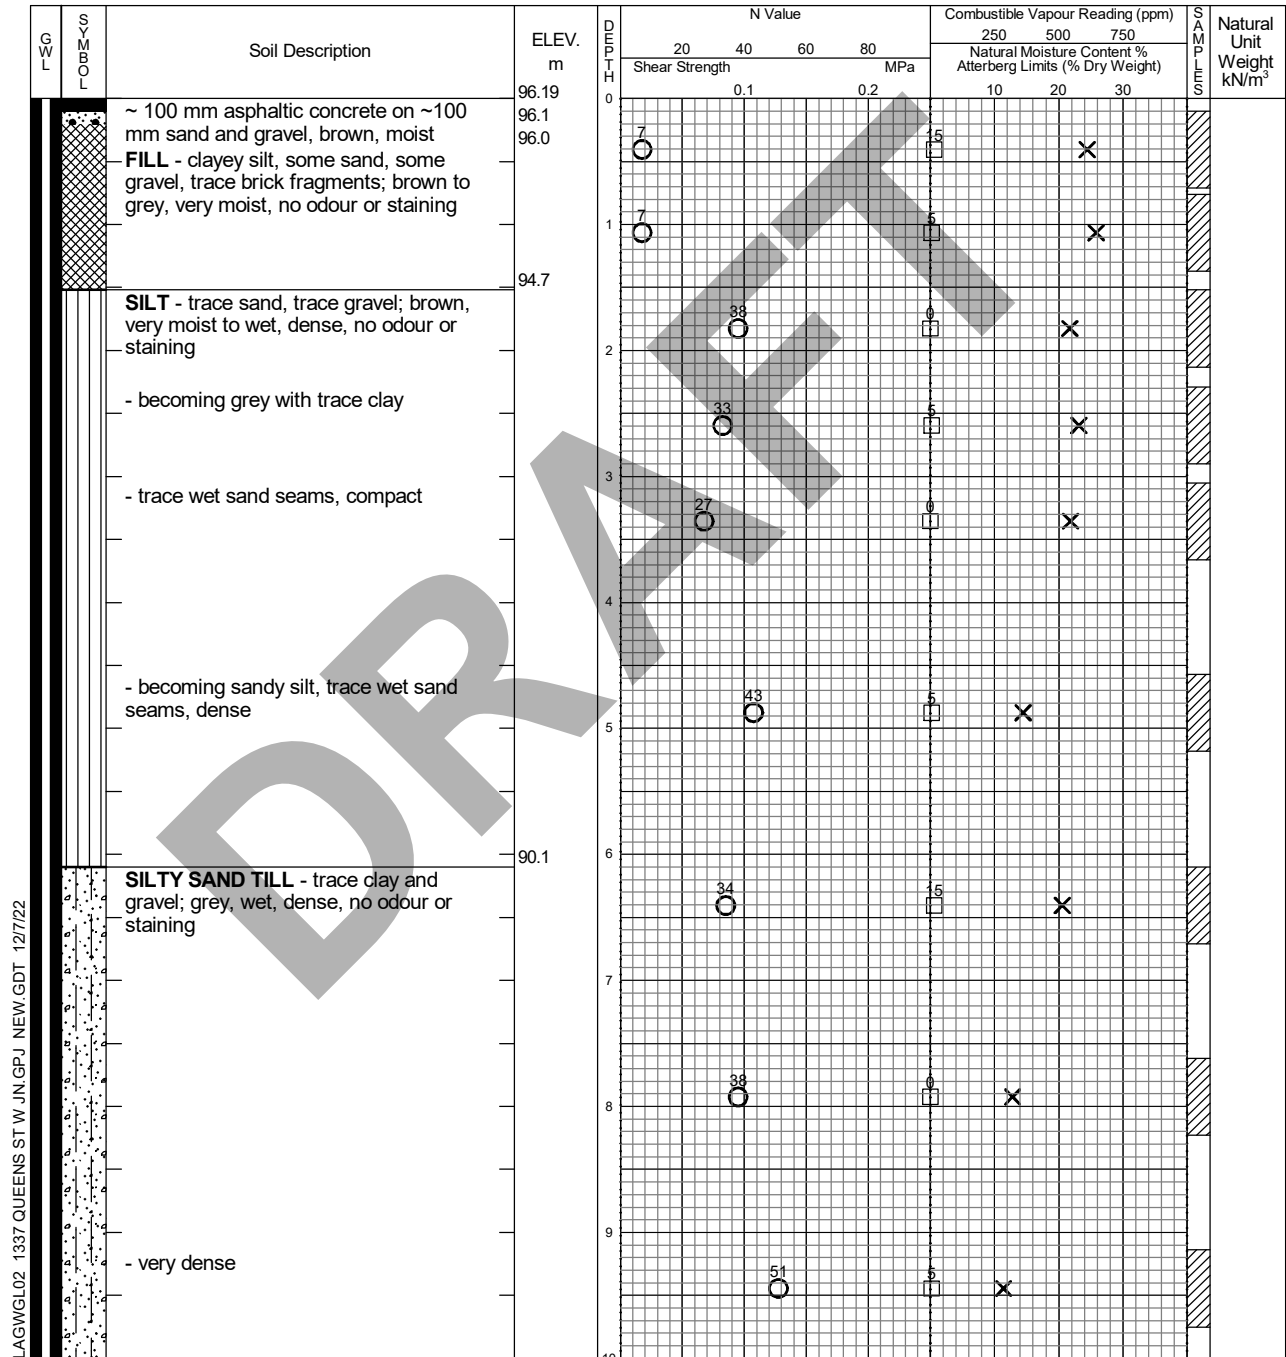 GWL
SYMBOL
Soil Description
ELEV.
m
DEPTH
N Value
20 40 60 80
Shear Strength MPa
0.1 0.2
Combustible Vapour Reading (ppm)
250 500 750
Natural Moisture Content %
Atterberg Limits (% Dry Weight)
10 20 30
SAMPLES
Natural
Unit
Weight
kN/m³
96.19
0
~ 100 mm asphaltic concrete on ~100
96.1
mm sand and gravel, brown, moist
96.0
7
15
FILL - clayey silt, some sand, some
gravel, trace brick fragments; brown to
grey, very moist, no odour or staining
7
5
1
94.7
SILT - trace sand, trace gravel; brown,
very moist to wet, dense, no odour or
staining
38
0
2
- becoming grey with trace clay
33
5
3
- trace wet sand seams, compact
27
0
4
- becoming sandy silt, trace wet sand
seams, dense
43
5
5
6
90.1
SILTY SAND TILL - trace clay and
gravel; grey, wet, dense, no odour or
staining
34
15
7
38
0
8
9
- very dense
51
5
10
DRAFT
LAGWGL02 1337 QUEENS ST W JN.GPJ NEW.GDT 12/7/22